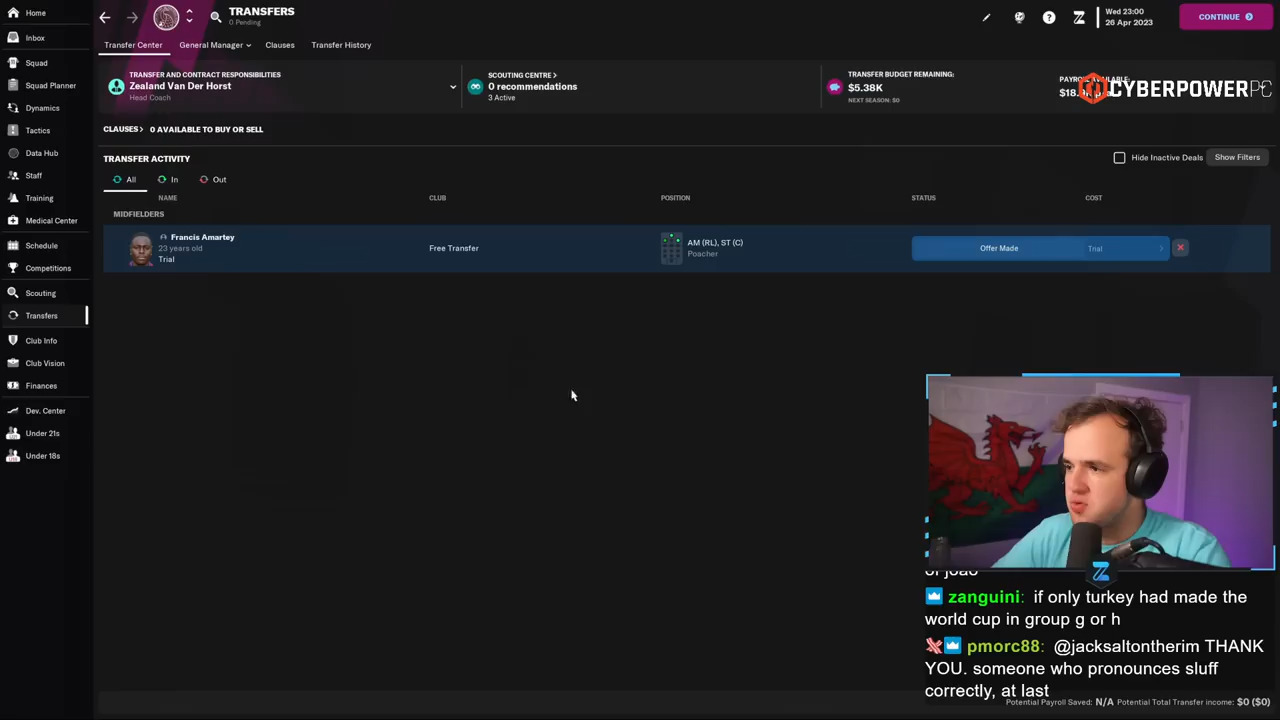 Home
Inbox
Squad
Squad Planner
Dynamics
Tactics
Data Hub
Staff
Training
Medical Center
Schedule
Competitions
Scouting
Transfers
Club Info
Club Vision
Finances
Dev. Center
Under 21s
Under 18s
TRANSFERS
0 Pending
Wed 23:00
26 Apr 2023
CONTINUE
Transfer Center
General Manager
Clauses
Transfer History
TRANSFER AND CONTRACT RESPONSIBILITIES
Zealand Van Der Horst
Head Coach
SCOUTING CENTRE >
0 recommendations
3 Active
TRANSFER BUDGET REMAINING:
$5.38K
NEXT SEASON: $0
CYBERPOWERPC
CLAUSES > 0 AVAILABLE TO BUY OR SELL
TRANSFER ACTIVITY
Hide Inactive Deals
Show Filters
All In Out
NAME CLUB POSITION STATUS COST
MIDFIELDERS
Francis Amartey
23 years old
Trial
Free Transfer
AM (RL), ST (C)
Poacher
Offer Made
Trial
of joao
zanguini: if only turkey had made the
world cup in group g or h
pmorc88: @jacksaltontherim THANK
YOU. someone who pronounces sluff
correctly, at last
Potential Payroll Saved: N/A Potential Total Transfer income: $0 ($0)